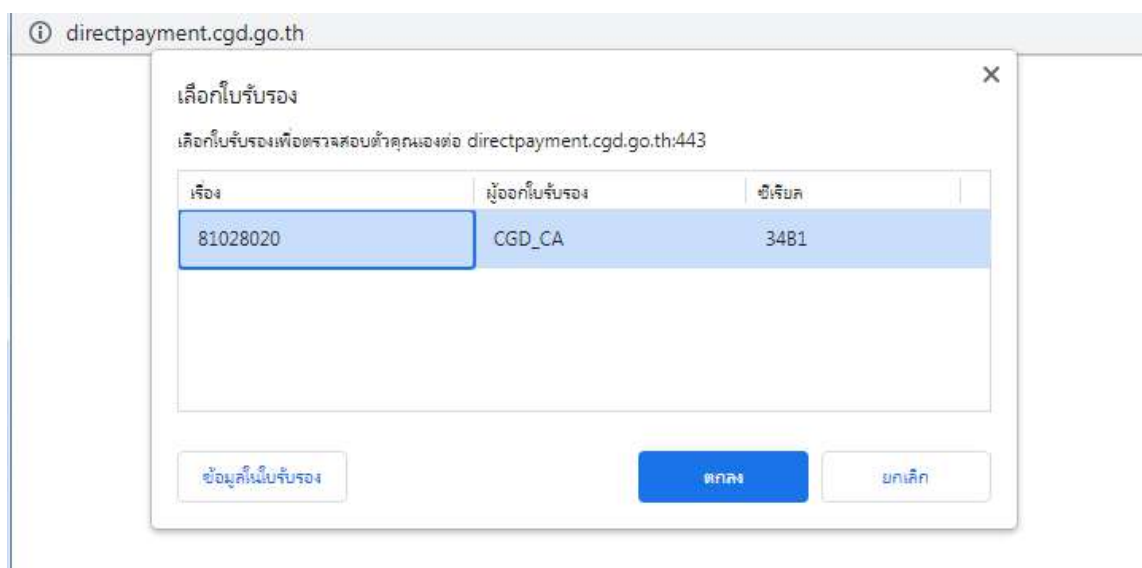 directpayment.cgd.go.th
เลือกใบรับรอง
เลือกใบรับรองเพื่อตรวจสอบตัวคุณเองต่อ directpayment.cgd.go.th:443
เรื่อง ผู้ออกใบรับรอง ซีเรียล
81028020 CGD_CA 34B1
ข้อมูลในใบรับรอง ตกลง ยกเลิก